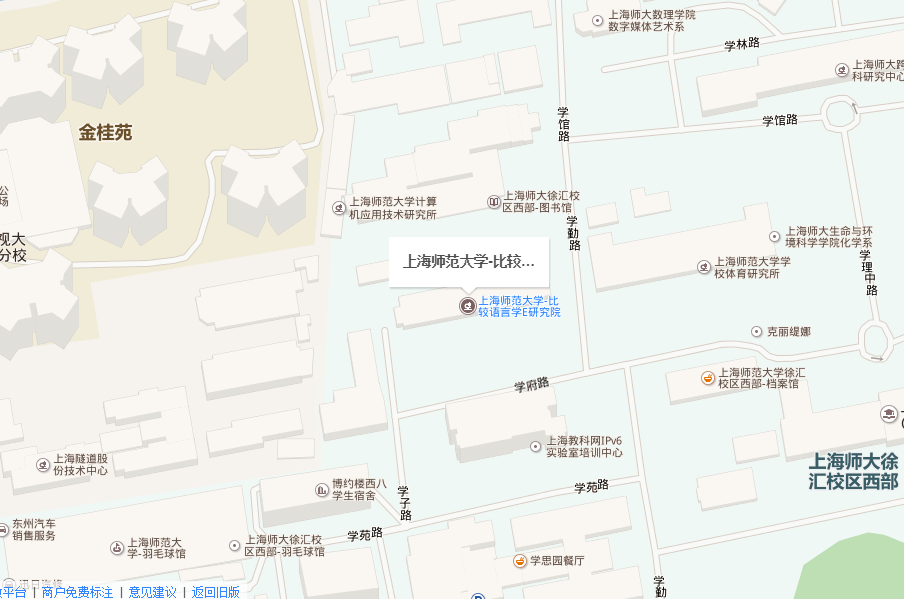 上海师大数理学院
数字媒体艺术系
学林路
上海师大跨
科研究中心
学馆路
学馆路
金桂苑
公
场
上海师范大学计算
机应用技术研究所
上海师大徐汇校
区西部-图书馆
学勤路
视大
分校
上海师大生命与环
境科学学院化学系
上海师范大学-比较...
上海师范大学学
校体育研究所
学理中路
上海师范大学-比
较语言学E研究院
克丽缇娜
学府路
上海师范大学徐汇
校区西部-档案馆
上海教科网IPv6
实验室培训中心
上海隧道股
份技术中心
上海师大徐
汇校区西部
博约楼西八
学生宿舍
学子路
学苑路
东州汽车
销售服务
学苑路
上海师范大
学-羽毛球馆
上海师大徐汇校
区西部-羽毛球馆
学思园餐厅
学勤
平台 | 商户免费标注 | 意见建议 | 返回旧版